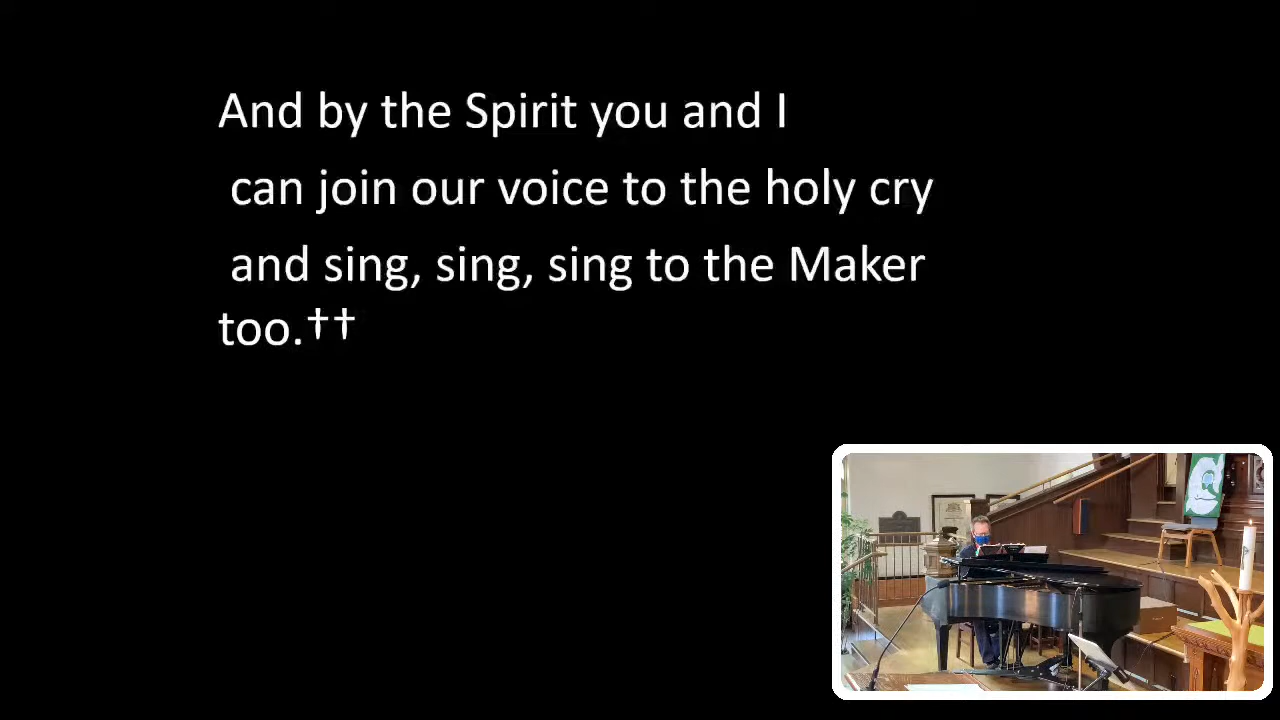 And by the Spirit you and I
can join our voice to the holy cry
and sing, sing, sing to the Maker
too.††